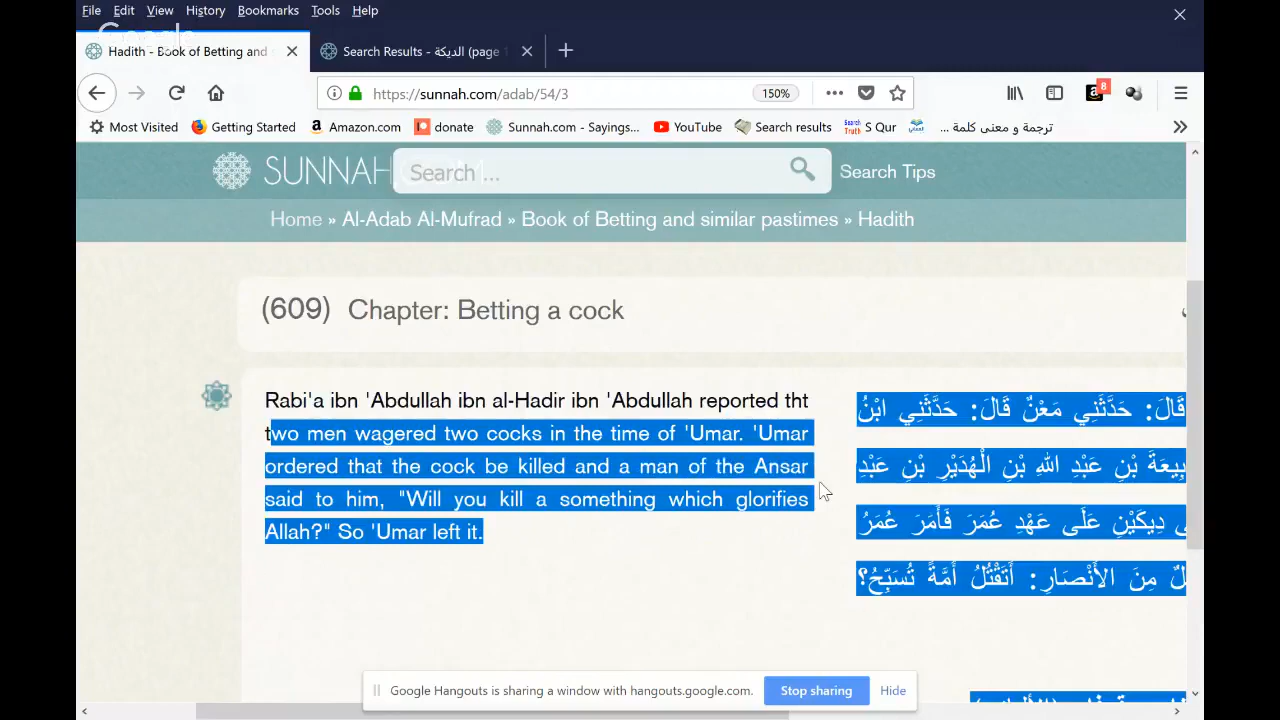 File Edit View History Bookmarks Tools Help
Google
Hadith - Book of Betting and
Search Results - الديكة (page 1
https://sunnah.com/adab/54/3
150%
8
Most Visited Getting Started Amazon.com donate Sunnah.com - Sayings... YouTube Search results S Qur ترجمة و معنى كلمة ...
SUNNAH Search ... Search Tips
Home » Al-Adab Al-Mufrad » Book of Betting and similar pastimes » Hadith
(609) Chapter: Betting a cock
Rabi'a ibn 'Abdullah ibn al-Hadir ibn 'Abdullah reported tht
two men wagered two cocks in the time of 'Umar. 'Umar
ordered that the cock be killed and a man of the Ansar
said to him, "Will you kill a something which glorifies
Allah?" So 'Umar left it.
قَالَ: حَدَّثَنِي مَعْنٌ قَالَ: حَدَّثَنِي ابْنُ
بِيعَةَ بْنِ عَبْدِ اللهِ بْنِ الْهُدَيْرِ بْنِ عَبْدِ
ى دِيكَيْنِ عَلَى عَهْدِ عُمَرَ فَأَمَرَ عُمَرُ
لٌ مِنَ الأَنْصَارِ: أَتَقْتُلُ أُمَّةً تُسَبِّحُ؟
Google Hangouts is sharing a window with hangouts.google.com. Stop sharing Hide